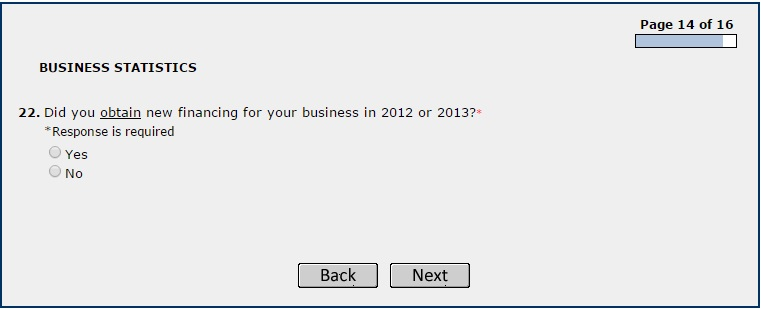 Page 14 of 16
BUSINESS STATISTICS
22. Did you obtain new financing for your business in 2012 or 2013?*
*Response is required
Yes
No
Back Next